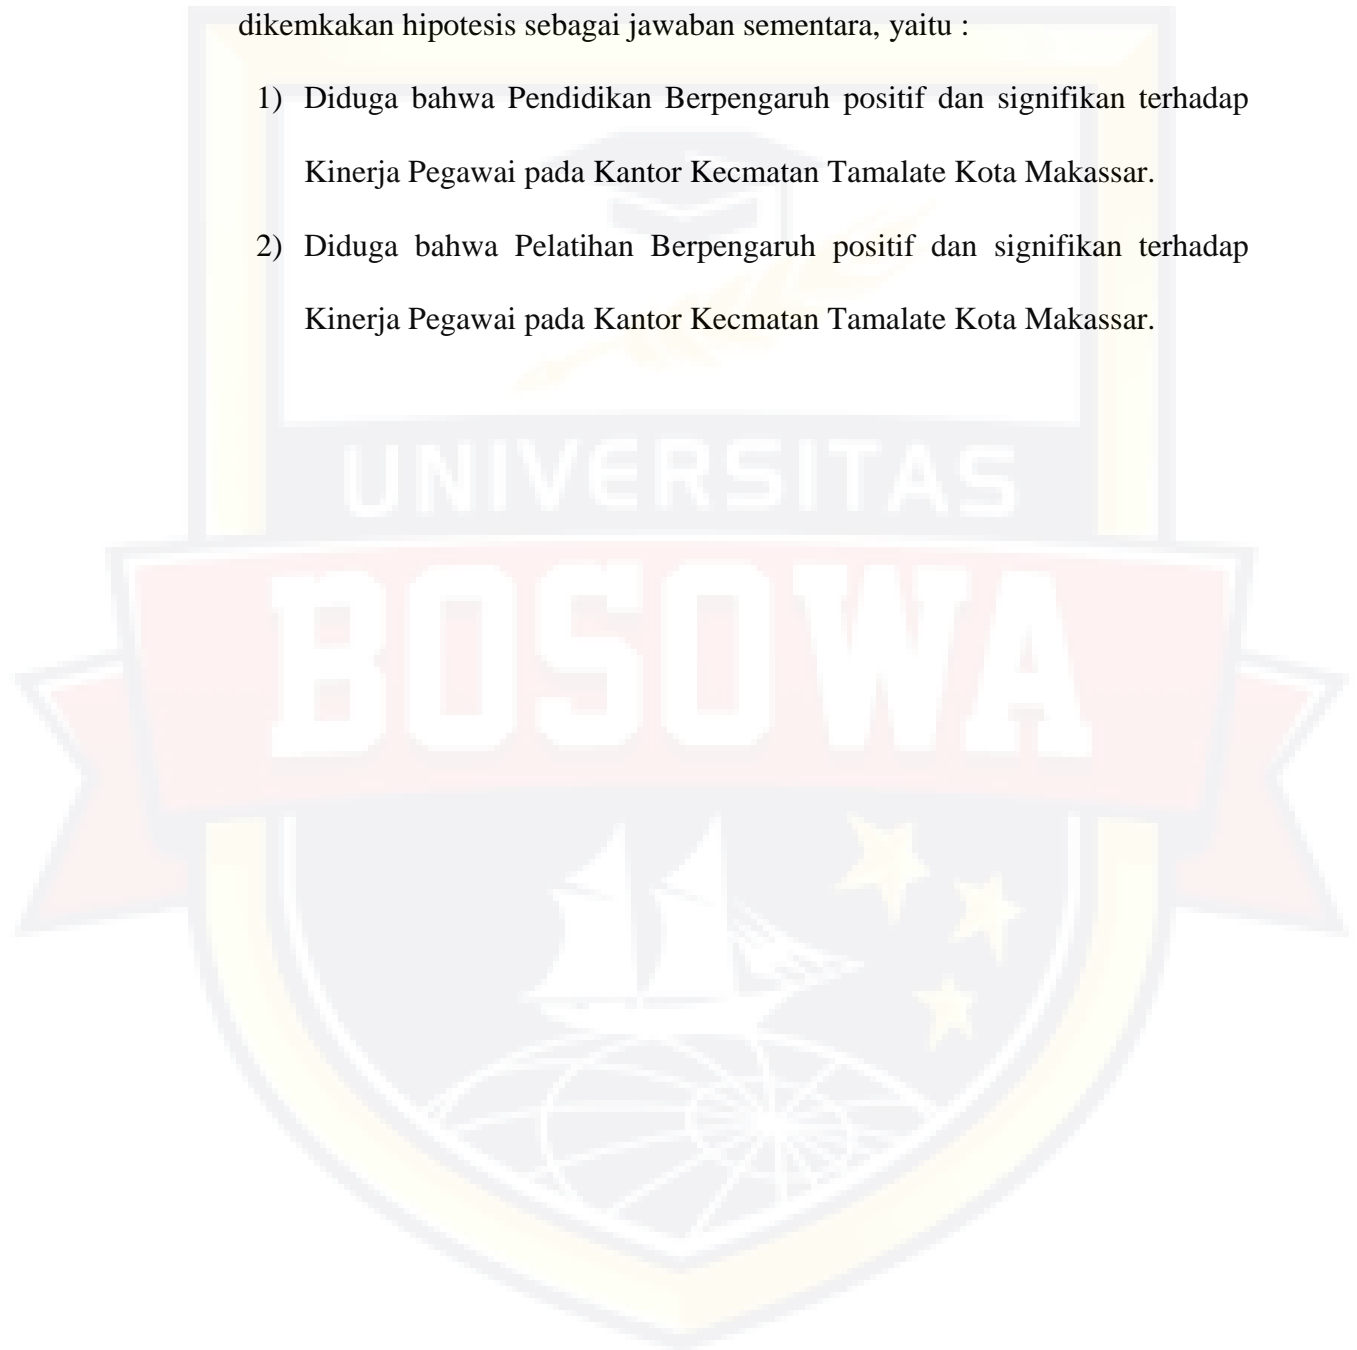 dikemkakan hipotesis sebagai jawaban sementara, yaitu :
1) Diduga bahwa Pendidikan Berpengaruh positif dan signifikan terhadap
Kinerja Pegawai pada Kantor Kecmatan Tamalate Kota Makassar.
2) Diduga bahwa Pelatihan Berpengaruh positif dan signifikan terhadap
Kinerja Pegawai pada Kantor Kecmatan Tamalate Kota Makassar.
UNIVERSITAS
BOSOWA